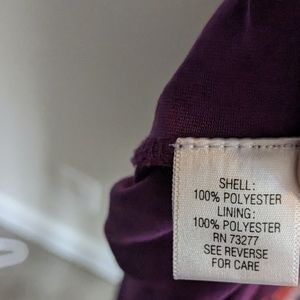 SHELL:
100% POLYESTER
LINING:
100% POLYESTER
RN 73277
SEE REVERSE
FOR CARE